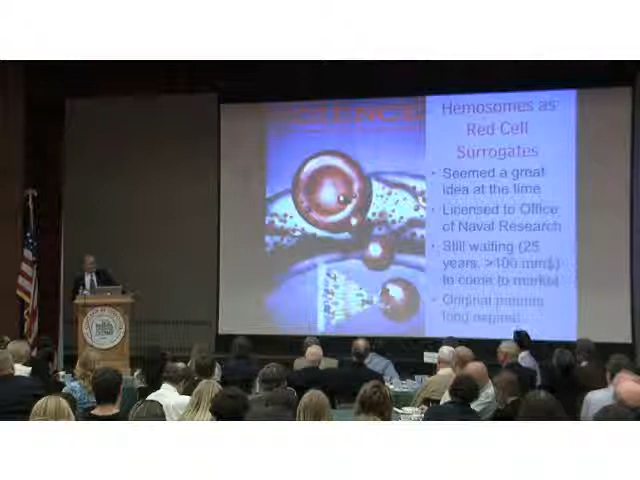 SCIENCE
Hemosomes as:
Red Cell
Surrogates
• Seemed a great
idea at the time
• Licensed to Office
of Naval Research
• Still waiting (25
years, >100 mm$)
to come to market
• Original patents
long expired